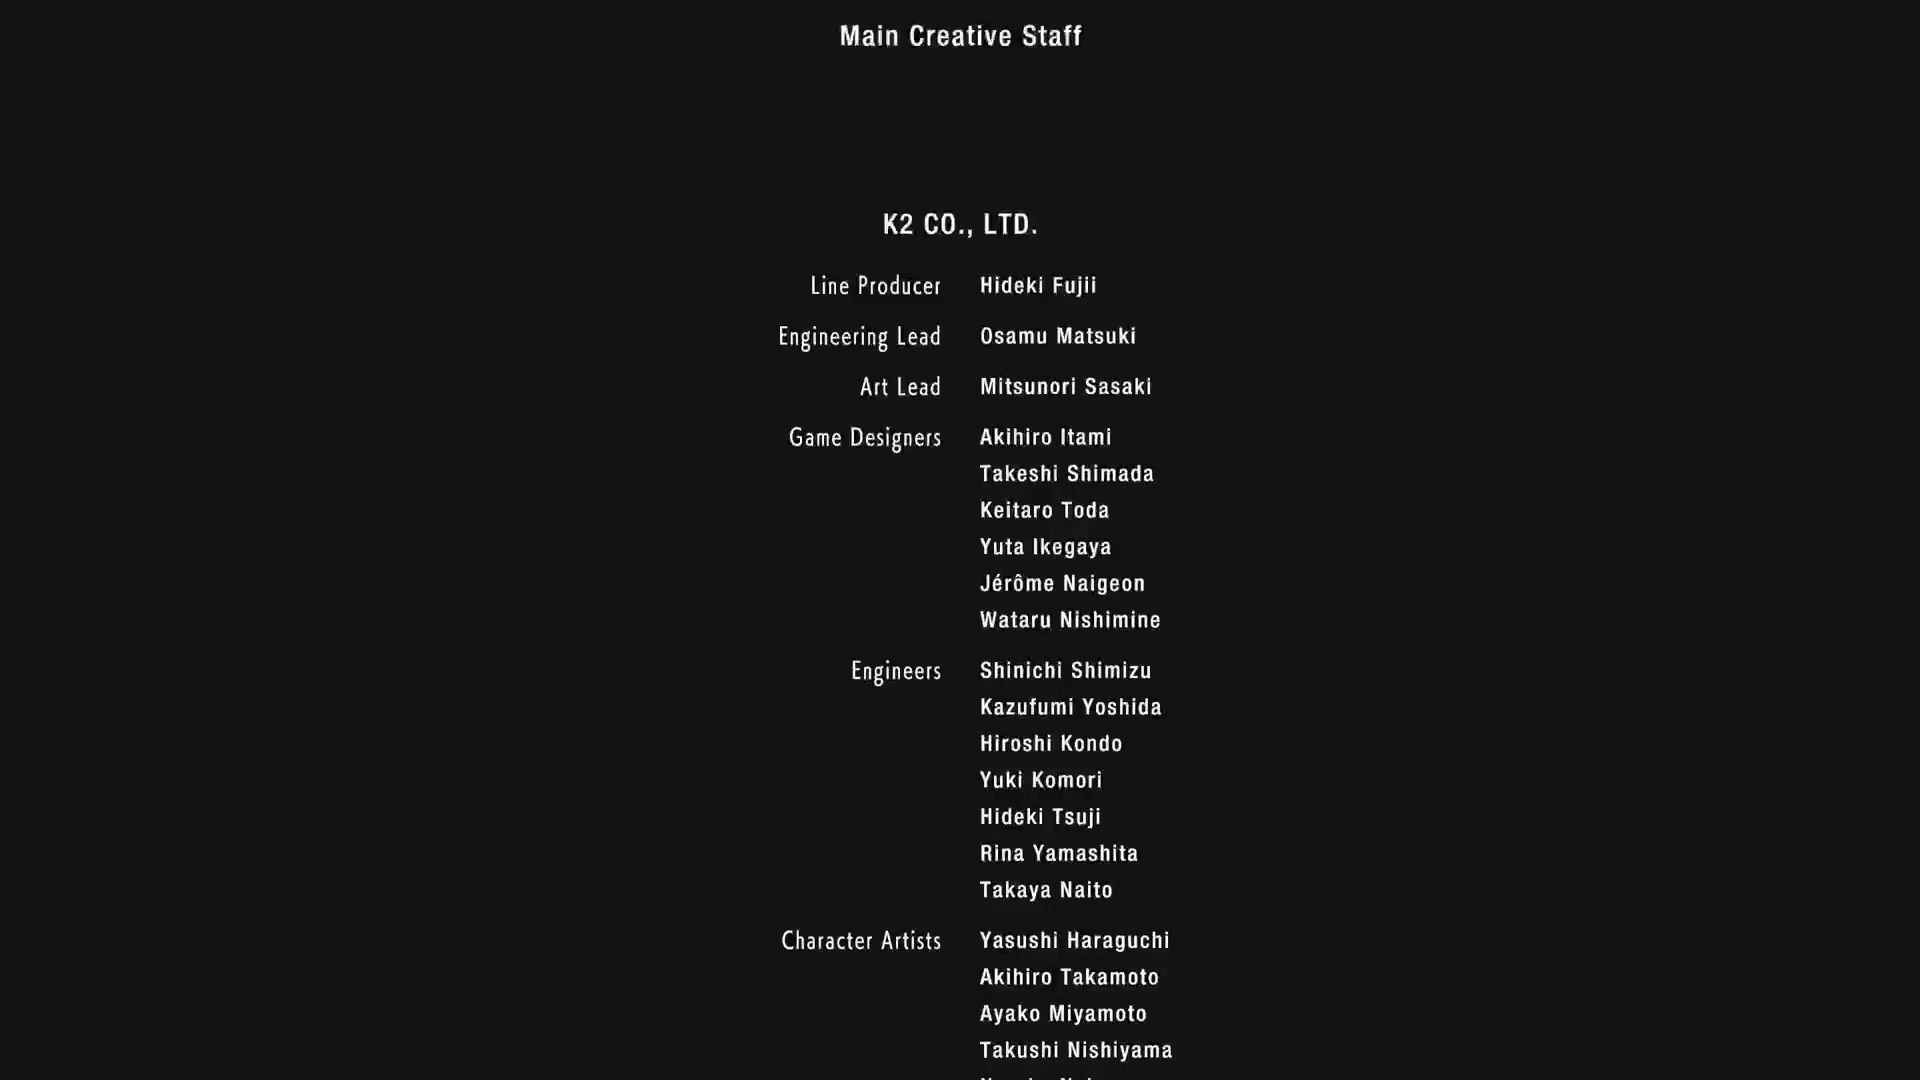 Main Creative Staff
K2 CO., LTD.
Line Producer Hideki Fujii
Engineering Lead Osamu Matsuki
Art Lead Mitsunori Sasaki
Game Designers Akihiro Itami
Takeshi Shimada
Keitaro Toda
Yuta Ikegaya
Jérôme Naigeon
Wataru Nishimine
Engineers Shinichi Shimizu
Kazufumi Yoshida
Hiroshi Kondo
Yuki Komori
Hideki Tsuji
Rina Yamashita
Takaya Naito
Character Artists Yasushi Haraguchi
Akihiro Takamoto
Ayako Miyamoto
Takushi Nishiyama